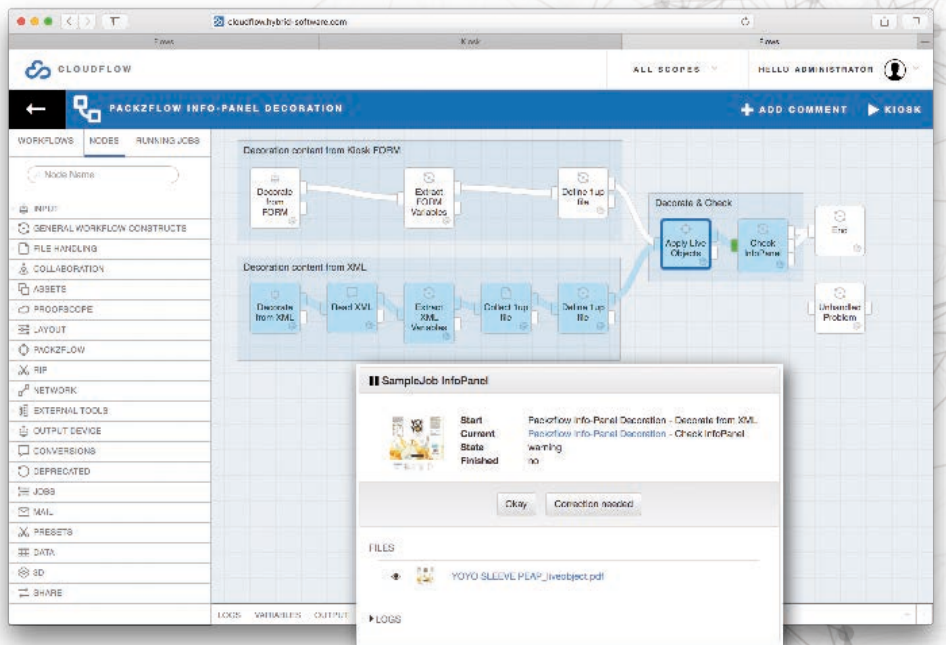 cloudflow.hybrid-software.com
Flows
Kiosk
Flows
CLOUDFLOW
ALL SCOPES
HELLO ADMINISTRATOR
PACKZFLOW INFO-PANEL DECORATION
ADD COMMENT
KIOSK
WORKFLOWS
NODES
RUNNING JOBS
Node Name
INPUT
GENERAL WORKFLOW CONSTRUCTS
FILE HANDLING
COLLABORATION
ASSETS
PROOFSCOPE
LAYOUT
PACKZFLOW
RIP
NETWORK
EXTERNAL TOOLS
OUTPUT DEVICE
CONVERSIONS
DEPRECATED
JOBS
MAIL
PRESETS
DATA
3D
SHARE
Decoration content from Kiosk FORM
Decorate
from
FORM
Extract
FORM
Variables
Define 1up
file
Decorate & Check
Apply Live
Objects
Check
InfoPanel
End
Unhandled
Problem
Decoration content from XML
Decorate
from XML
Read XML
Extract
XML
Variables
Collect 1up
file
Define 1up
file
SampleJob InfoPanel
Start Packzflow Info-Panel Decoration - Decorate from XML
Current Packzflow Info-Panel Decoration - Check InfoPanel
State warning
Finished no
Okay
Correction needed
FILES
YOYO SLEEVE PEAP_liveobject.pdf
LOGS
LOGS
VARIABLES
OUTPUT